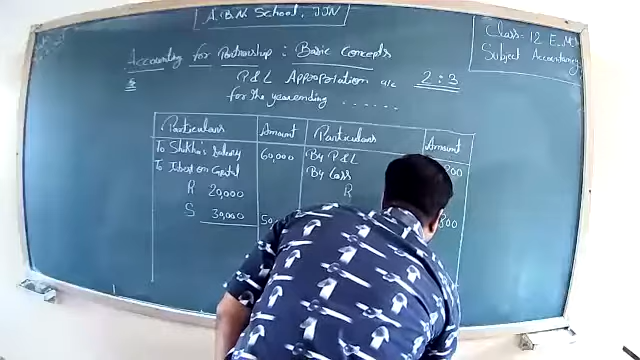 A.B.N School, JJN
Class- 12 E.M
Subject Accountancy
Accounting for Partnership : Basic Concepts
P&L Appropriation a/c 2 : 3
for the year ending ......
Particulars Amount Particulars Amount
To Shikha's Salary 60,000 By P&L
To Interest on Capital By Loss
R 20,000 R
S 30,000